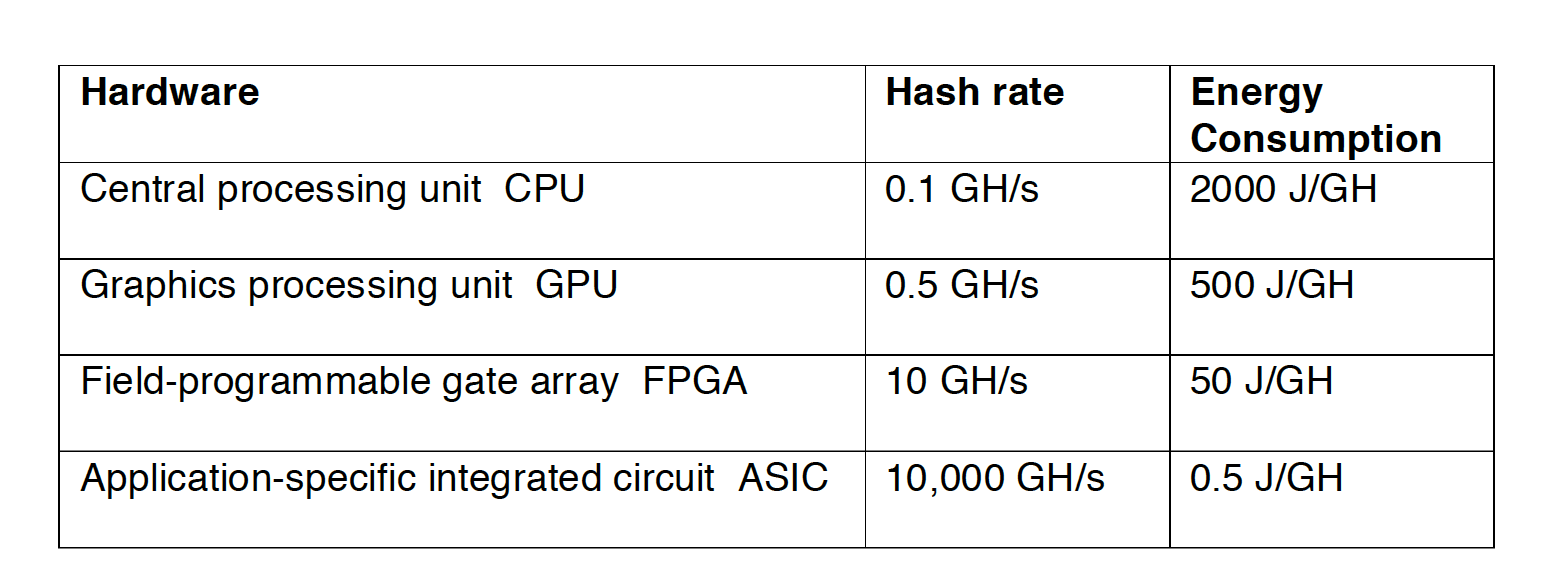 Hardware Hash rate Energy
Consumption
Central processing unit  CPU 0.1 GH/s 2000 J/GH
Graphics processing unit  GPU 0.5 GH/s 500 J/GH
Field-programmable gate array  FPGA 10 GH/s 50 J/GH
Application-specific integrated circuit  ASIC 10,000 GH/s 0.5 J/GH